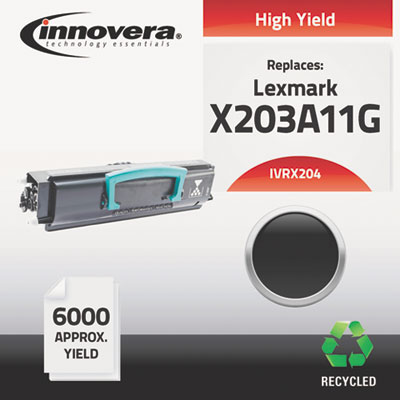 innovera®
technology essentials
High Yield
Replaces:
Lexmark
X203A11G
IVRX204
6000
APPROX.
YIELD
RECYCLED